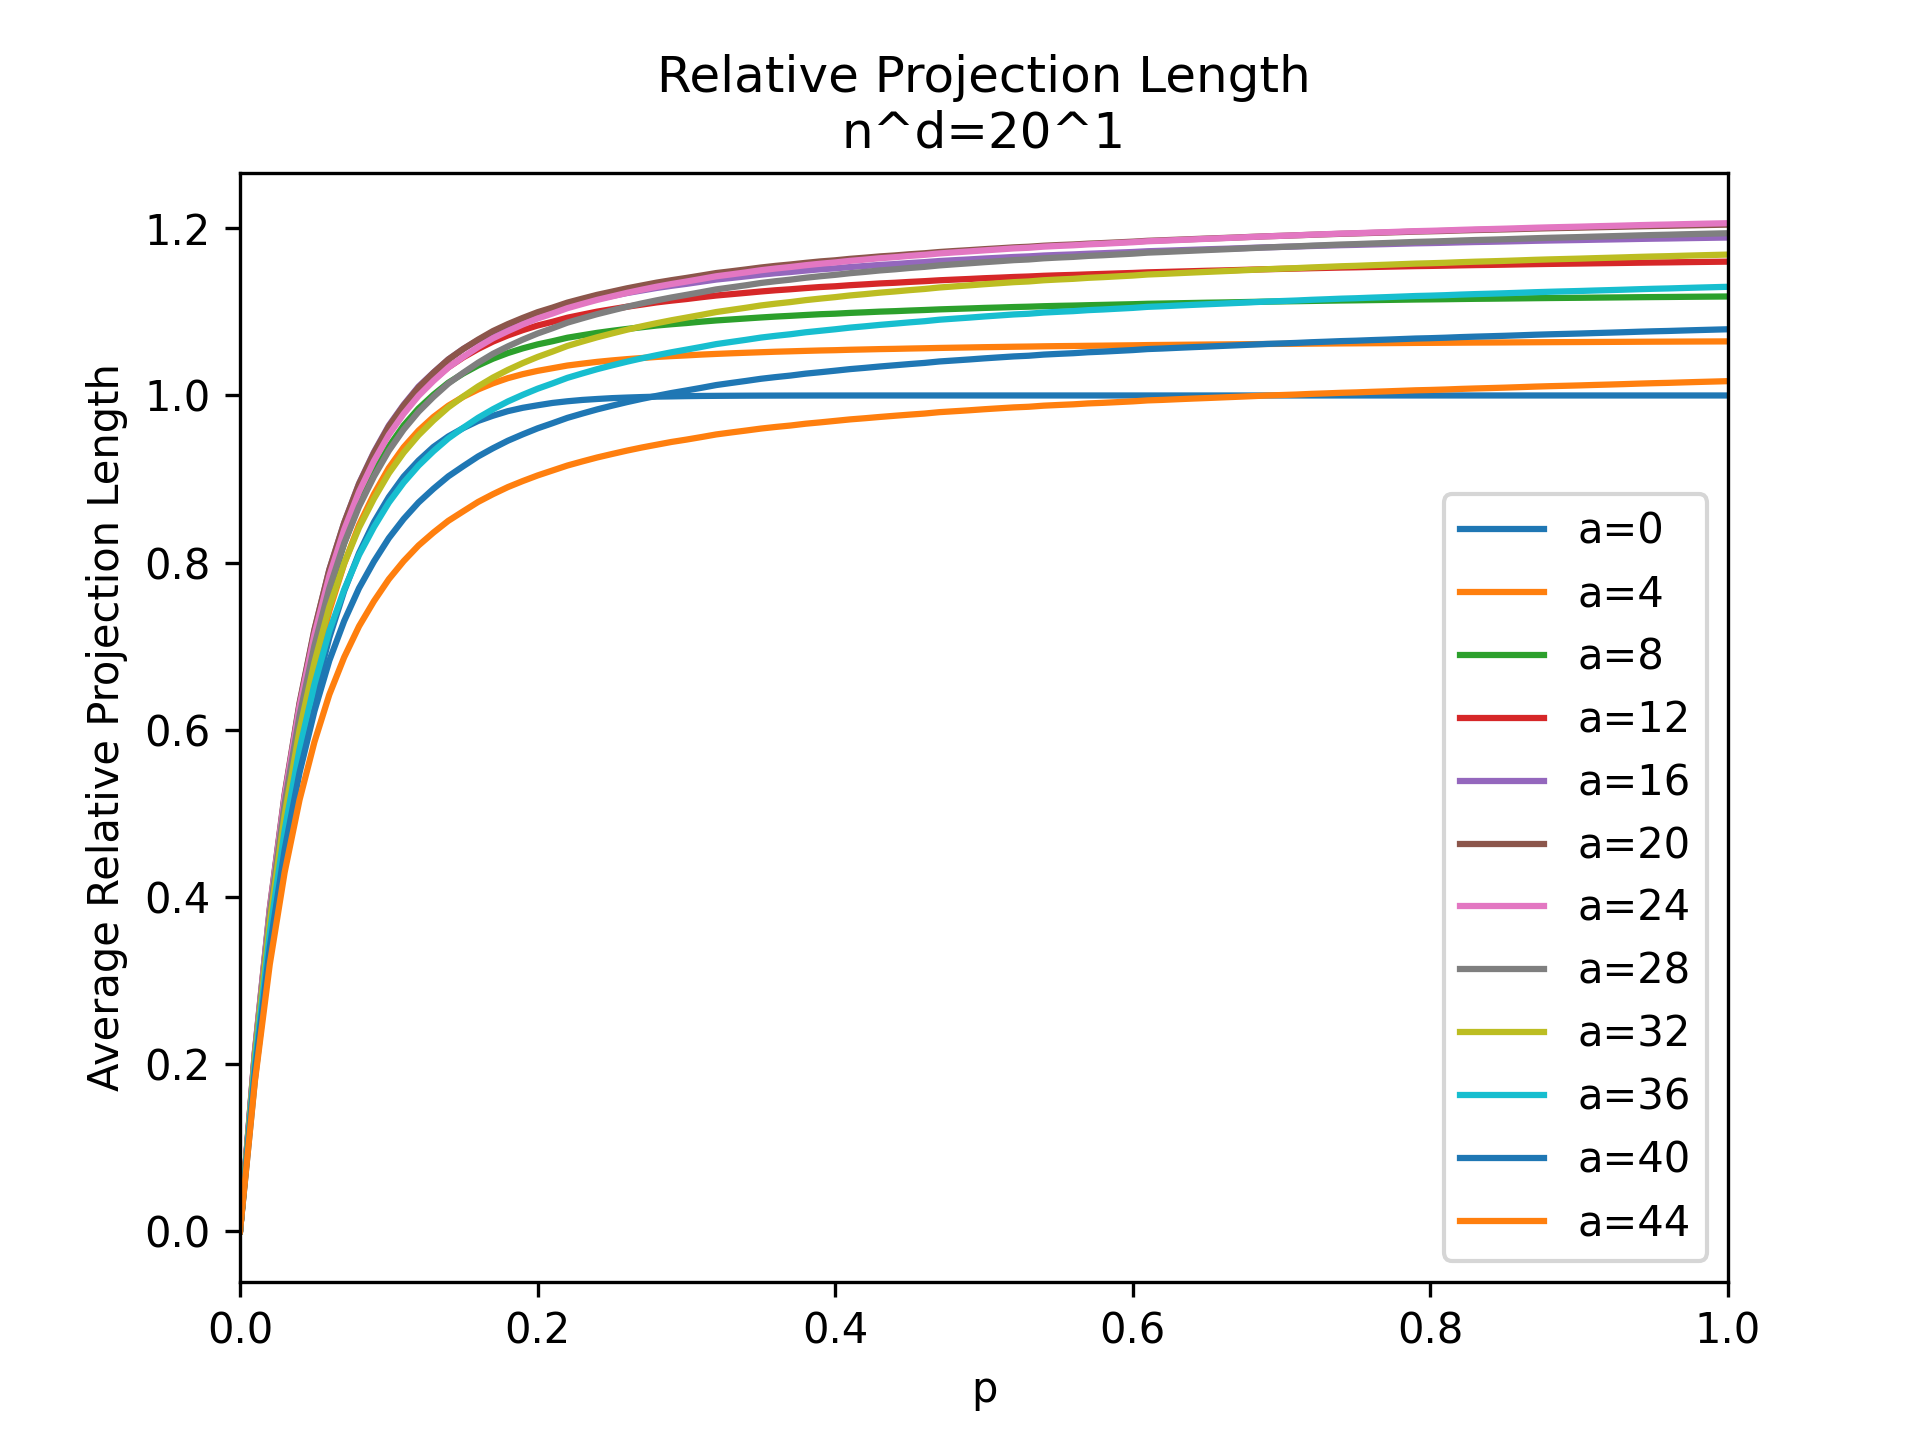 Relative Projection Length
n^d=20^1
Average Relative Projection Length
1.2
1.0
0.8
0.6
0.4
0.2
0.0
0.0
0.2
0.4
0.6
0.8
1.0
p
a=0
a=4
a=8
a=12
a=16
a=20
a=24
a=28
a=32
a=36
a=40
a=44